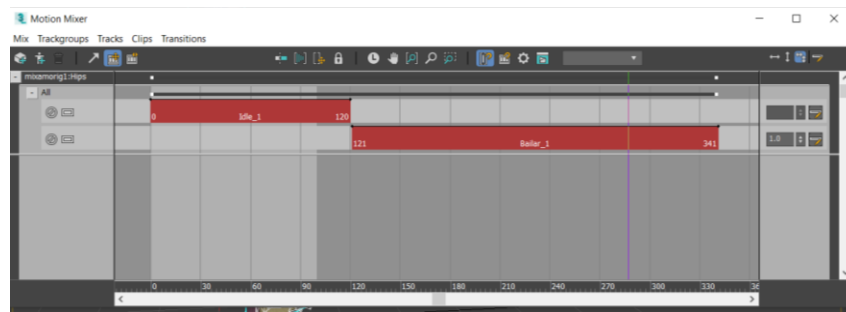 Motion Mixer
Mix Trackgroups Tracks Clips Transitions
mixamorig1:Hips
All
0 Idle_1 120
121 Bailar_1 341
1.0
0 30 60 90 120 150 180 210 240 270 300 330 36